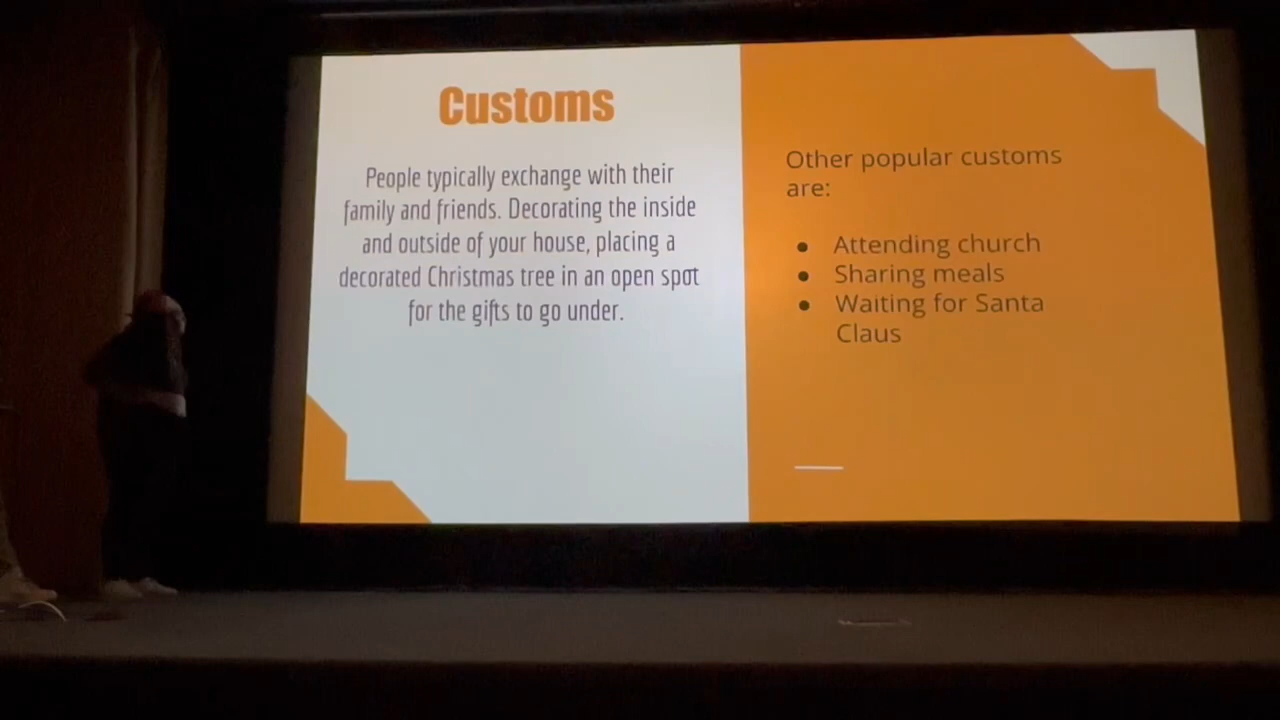 Customs
People typically exchange with their
family and friends. Decorating the inside
and outside of your house, placing a
decorated Christmas tree in an open spot
for the gifts to go under.
Other popular customs
are:
● Attending church
● Sharing meals
● Waiting for Santa
Claus